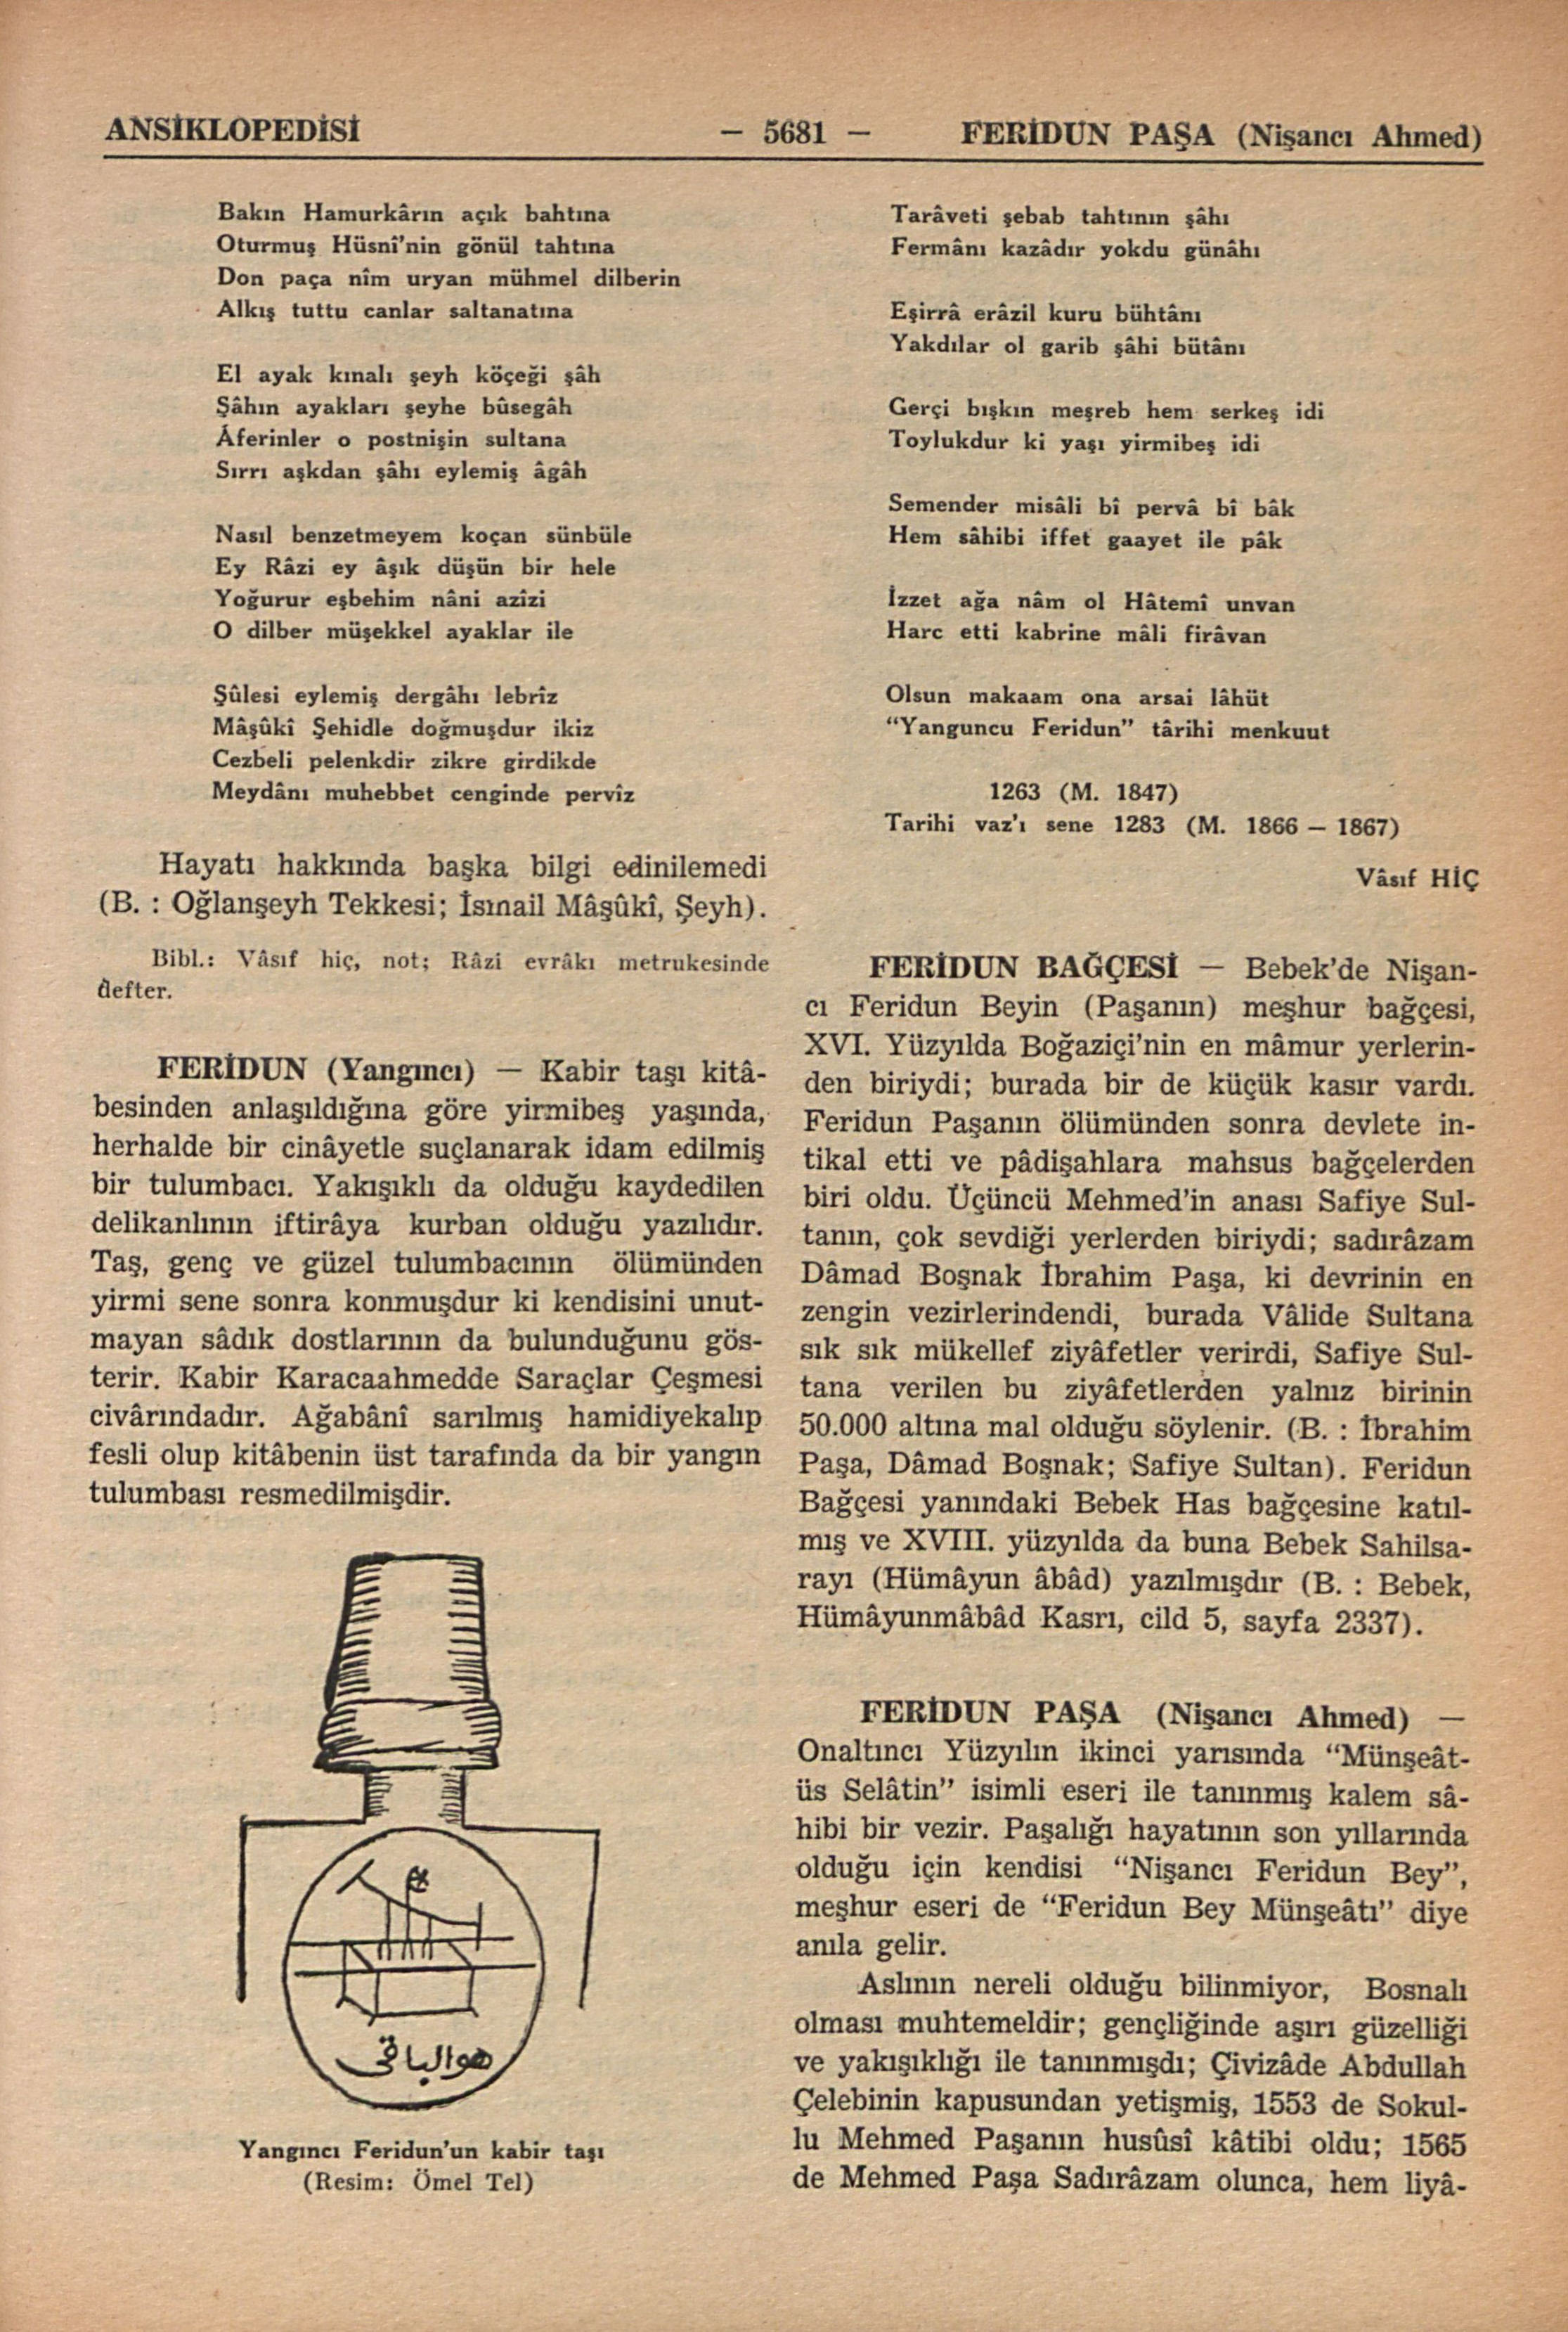 ANSİKLOPEDİSİ — 5681 — FERİDUN PAŞA (Nişancı Ahmed)
Bakın Hamurkârın açık bahtına
Oturmuş Hüsnî'nin gönül tahtına
Don paça nîm uryan mühmel dilberin
Alkış tuttu canlar saltanatına
El ayak kınalı şeyh köçeği şâh
Şâhın ayakları şeyhe bûsegâh
Âferinler o postnişin sultana
Sırrı aşkdan şâhı eylemiş âgâh
Nasıl benzetmeyem koçan sünbüle
Ey Râzi ey âşık düşün bir hele
Yoğurur eşbehim nâni azîzi
O dilber müşekkel ayaklar ile
Şûlesi eylemiş dergâhı lebrîz
Mâşûkî Şehidle doğmuşdur ikiz
Cezbeli pelenkdir zikre girdikde
Meydânı muhebbet cenginde pervîz
Hayatı hakkında başka bilgi edinilemedi
(B. : Oğlanşeyh Tekkesi; İsmail Mâşûkî, Şeyh).
Bibl.: Vâsıf hiç, not; Râzi evrâkı metrukesinde
defter.
FERİDUN (Yangıncı) — Kabir taşı kitâ-
besinden anlaşıldığına göre yirmibeş yaşında,
herhalde bir cinâyetle suçlanarak idam edilmiş
bir tulumbacı. Yakışıklı da olduğu kaydedilen
delikanlının iftirâya kurban olduğu yazılıdır.
Taş, genç ve güzel tulumbacının ölümünden
yirmi sene sonra konmuşdur ki kendisini unut-
mayan sâdık dostlarının da bulunduğunu gös-
terir. Kabir Karacaahmedde Saraçlar Çeşmesi
civârındadır. Ağabânî sarılmış hamidiyekalıp
fesli olup kitâbenin üst tarafında da bir yangın
tulumbası resmedilmişdir.
هوالباقى
Yangıncı Feridun'un kabir taşı
(Resim: Ömel Tel)
Tarâveti şebab tahtının şâhı
Fermânı kazâdır yokdu günâhı
Eşirrâ erâzil kuru bühtânı
Yakdılar ol garib şâhi bütânı
Gerçi bışkın meşreb hem serkeş idi
Toylukdur ki yaşı yirmibeş idi
Semender misâli bî pervâ bî bâk
Hem sâhibi iffet gaayet ile pâk
İzzet ağa nâm ol Hâtemî unvan
Harc etti kabrine mâli firâvan
Olsun makaam ona arsai lâhüt
“Yanguncu Feridun” târihi menkuut
1263 (M. 1847)
Tarihi vaz'ı sene 1283 (M. 1866 — 1867)
Vâsıf HİÇ
FERİDUN BAĞÇESİ — Bebek'de Nişan-
cı Feridun Beyin (Paşanın) meşhur bağçesi,
XVI. Yüzyılda Boğaziçi'nin en mâmur yerlerin-
den biriydi; burada bir de küçük kasır vardı.
Feridun Paşanın ölümünden sonra devlete in-
tikal etti ve pâdişahlara mahsus bağçelerden
biri oldu. Üçüncü Mehmed'in anası Safiye Sul-
tanın, çok sevdiği yerlerden biriydi; sadırâzam
Dâmad Boşnak İbrahim Paşa, ki devrinin en
zengin vezirlerindendi, burada Vâlide Sultana
sık sık mükellef ziyâfetler verirdi, Safiye Sul-
tana verilen bu ziyâfetlerden yalnız birinin
50.000 altına mal olduğu söylenir. (B. : İbrahim
Paşa, Dâmad Boşnak; Safiye Sultan). Feridun
Bağçesi yanındaki Bebek Has bağçesine katıl-
mış ve XVIII. yüzyılda da buna Bebek Sahilsa-
rayı (Hümâyun âbâd) yazılmışdır (B. : Bebek,
Hümâyunmâbâd Kasrı, cild 5, sayfa 2337).
FERİDUN PAŞA (Nişancı Ahmed) —
Onaltıncı Yüzyılın ikinci yarısında “Münşeât-
üs Selâtin” isimli eseri ile tanınmış kalem sâ-
hibi bir vezir. Paşalığı hayatının son yıllarında
olduğu için kendisi “Nişancı Feridun Bey”,
meşhur eseri de “Feridun Bey Münşeâtı” diye
anıla gelir.
Aslının nereli olduğu bilinmiyor, Bosnalı
olması muhtemeldir; gençliğinde aşırı güzelliği
ve yakışıklığı ile tanınmışdı; Çivizâde Abdullah
Çelebinin kapusundan yetişmiş, 1553 de Sokul-
lu Mehmed Paşanın husûsî kâtibi oldu; 1565
de Mehmed Paşa Sadırâzam olunca, hem liyâ-